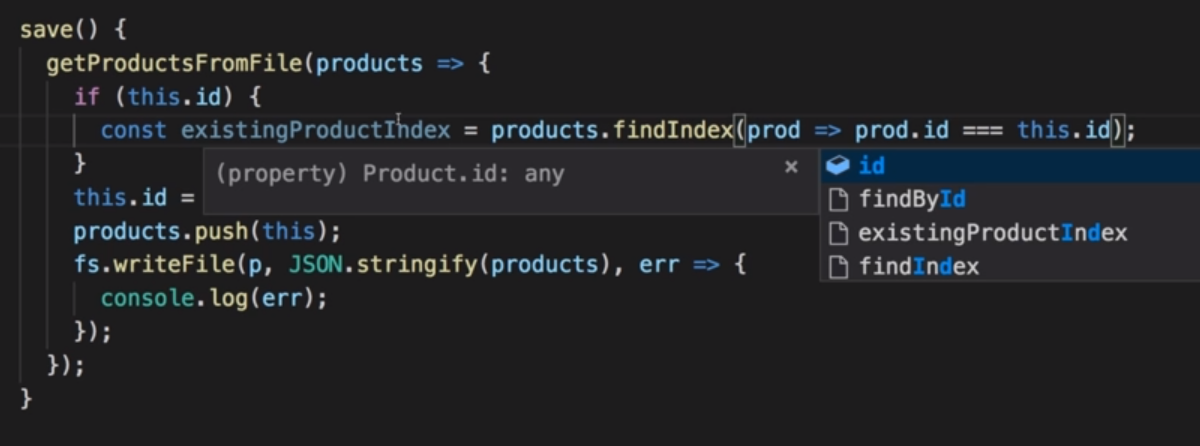 save() {
getProductsFromFile(products => {
if (this.id) {
const existingProductIndex = products.findIndex(prod => prod.id === this.id);
}
(property) Product.id: any ×
id
findById
existingProductIndex
findIndex
this.id =
products.push(this);
fs.writeFile(p, JSON.stringify(products), err => {
console.log(err);
});
});
}